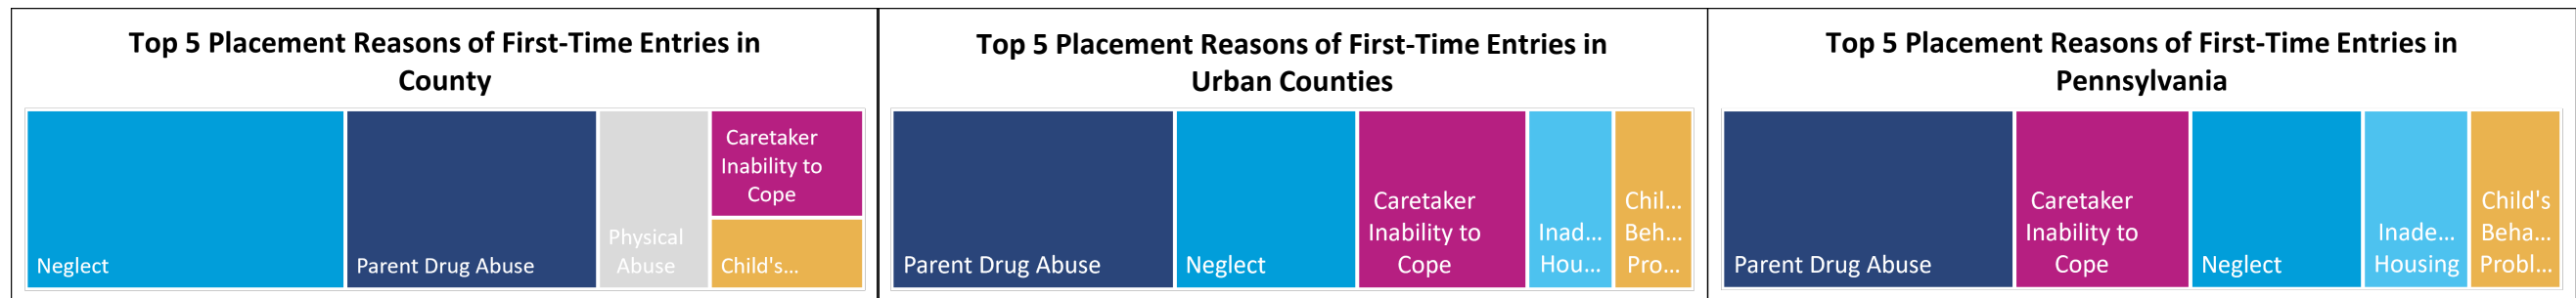 Top 5 Placement Reasons of First-Time Entries in
County
Neglect
Parent Drug Abuse
Physical
Abuse
Caretaker
Inability to
Cope
Child's...
Top 5 Placement Reasons of First-Time Entries in
Urban Counties
Parent Drug Abuse
Neglect
Caretaker
Inability to
Cope
Inad...
Hou...
Chil...
Beh...
Pro...
Top 5 Placement Reasons of First-Time Entries in
Pennsylvania
Parent Drug Abuse
Caretaker
Inability to
Cope
Neglect
Inade...
Housing
Child's
Beha...
Probl...